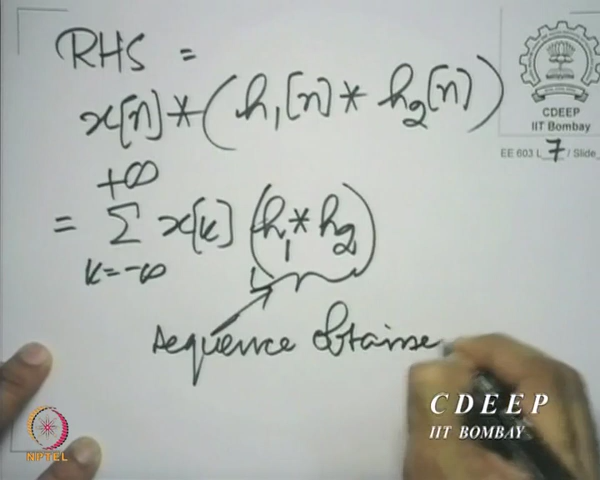 RHS =
x[n] * (h₁[n] * h₂[n])
+∞
= Σ x[k] (h₁ * h₂)
k=-∞
sequence obtaine
CDEEP
IIT Bombay
EE 603 L 7 / Slide
CDEEP
IIT BOMBAY
NPTEL